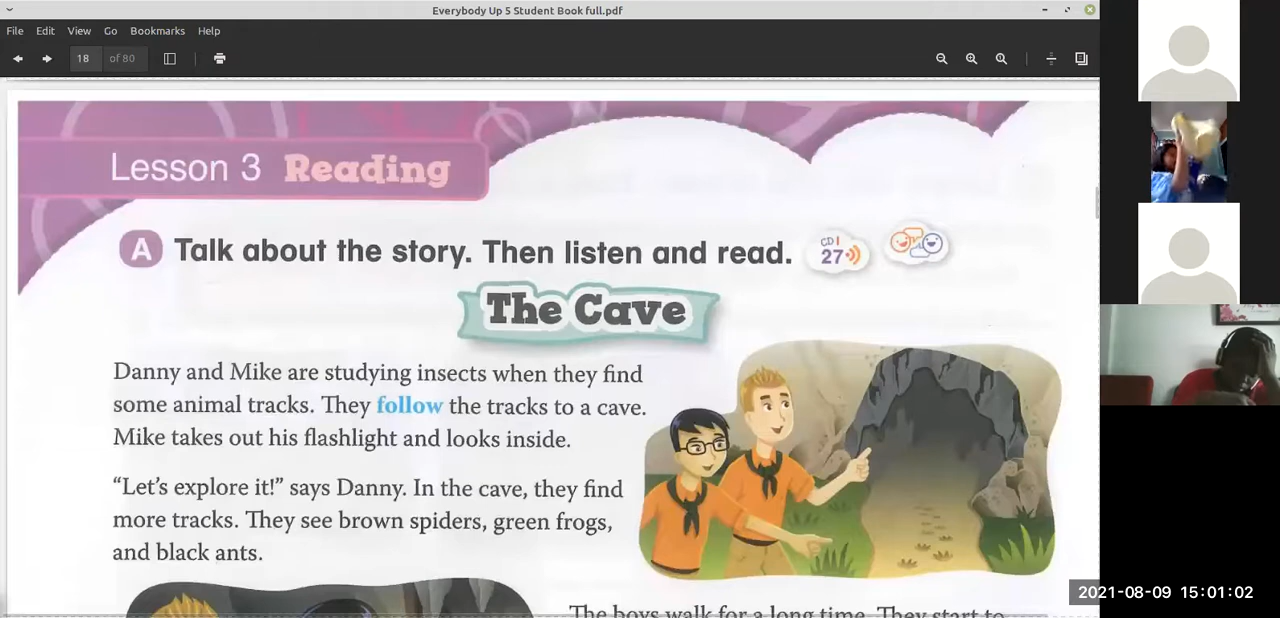 Everybody Up 5 Student Book full.pdf
File Edit View Go Bookmarks Help
18 of 80
Lesson 3 Reading
A Talk about the story. Then listen and read. CD1 27
The Cave
Danny and Mike are studying insects when they find
some animal tracks. They follow the tracks to a cave.
Mike takes out his flashlight and looks inside.
“Let’s explore it!” says Danny. In the cave, they find
more tracks. They see brown spiders, green frogs,
and black ants.
The boys walk for a long time. They start to
2021-08-09 15:01:02